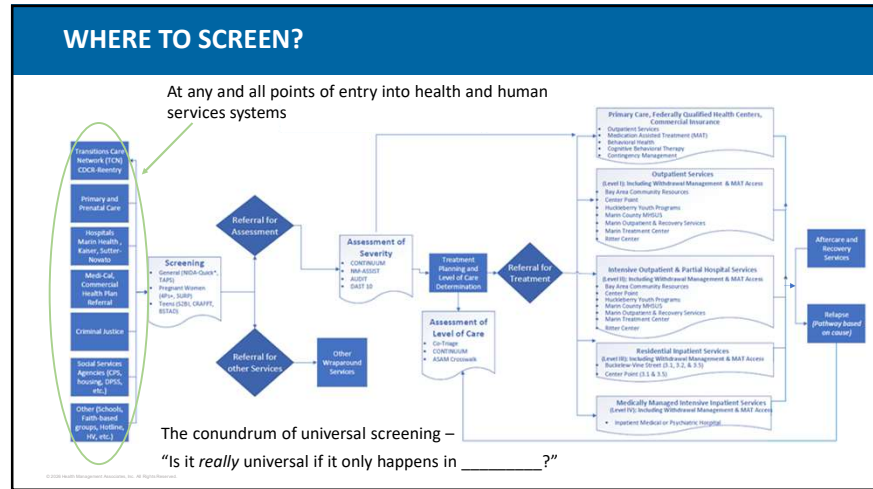 WHERE TO SCREEN?
At any and all points of entry into health and human
services systems
Transitions Care
Network (TCN)
CDCR-Reentry
Primary and
Prenatal Care
Hospitals
Marin Health ,
Kaiser, Sutter-
Novato
Medi-Cal,
Commercial
Health Plan
Referral
Criminal Justice
Social Services
Agencies (CPS,
housing, DPSS,
etc.)
Other (Schools,
Faith-based
groups, Hotline,
HV, etc.)
Screening
General (NIDA-Quick*,
TAPS)
Pregnant Women
(4Ps+, SURP)
Teens (S2BI, CRAFFT,
BSTAD)
Referral for
Assessment
Referral for
other Services
Other
Wraparound
Services
Assessment of
Severity
CONTINUUM
NM-ASSIST
AUDIT
DAST 10
Treatment
Planning and
Level of Care
Determination
Assessment of
Level of Care
Co-Triage
CONTINUUM
ASAM Crosswalk
Referral for
Treatment
Primary Care, Federally Qualified Health Centers,
Commercial Insurance
Outpatient Services
Medication Assisted Treatment (MAT)
Behavioral Health
Cognitive Behavioral Therapy
Contingency Management
Outpatient Services
(Level I): Including Withdrawal Management & MAT Access
Bay Area Community Resources
Center Point
Huckleberry Youth Programs
Marin County MHSUS
Marin Outpatient & Recovery Services
Marin Treatment Center
Ritter Center
Intensive Outpatient & Partial Hospital Services
(Level II): Including Withdrawal Management & MAT Access
Bay Area Community Resources
Center Point
Huckleberry Youth Programs
Marin County MHSUS
Marin Outpatient & Recovery Services
Marin Treatment Center
Ritter Center
Residential Inpatient Services
(Level III): Including Withdrawal Management & MAT Access
Buckelew-Vine Street (3.1, 3.2, & 3.5)
Center Point (3.1 & 3.5)
Medically Managed Intensive Inpatient Services
(Level IV): Including Withdrawal Management & MAT Access
Inpatient Medical or Psychiatric Hospital
Aftercare and
Recovery
Services
Relapse
(Pathway based
on cause)
The conundrum of universal screening –
"Is it really universal if it only happens in _________?"
Health Management Associates, Inc. All Rights Reserved.